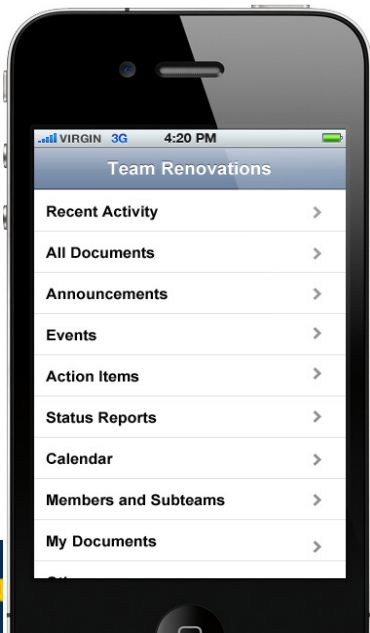 VIRGIN 3G 4:20 PM
Team Renovations
Recent Activity
All Documents
Announcements
Events
Action Items
Status Reports
Calendar
Members and Subteams
My Documents